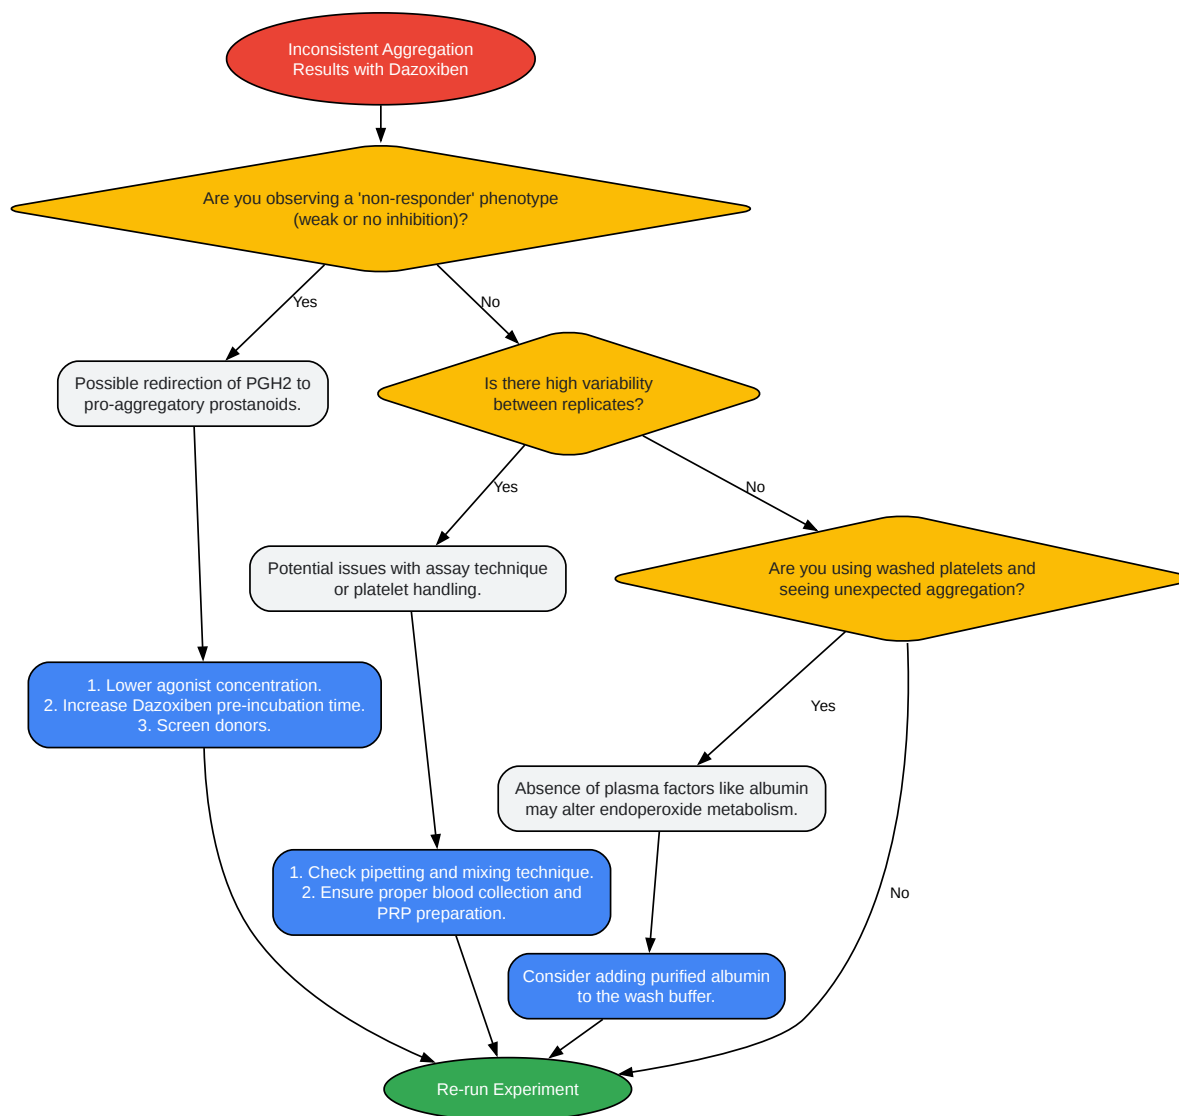 Inconsistent Aggregation
Results with Dazoxiben
Are you observing a 'non-responder' phenotype
(weak or no inhibition)?
Yes
No
Possible redirection of PGH2 to
pro-aggregatory prostanoids.
Is there high variability
between replicates?
Yes
No
Potential issues with assay technique
or platelet handling.
Are you using washed platelets and
seeing unexpected aggregation?
1. Lower agonist concentration.
2. Increase Dazoxiben pre-incubation time.
3. Screen donors.
Yes
Absence of plasma factors like albumin
may alter endoperoxide metabolism.
1. Check pipetting and mixing technique.
2. Ensure proper blood collection and
PRP preparation.
No
Consider adding purified albumin
to the wash buffer.
Re-run Experiment